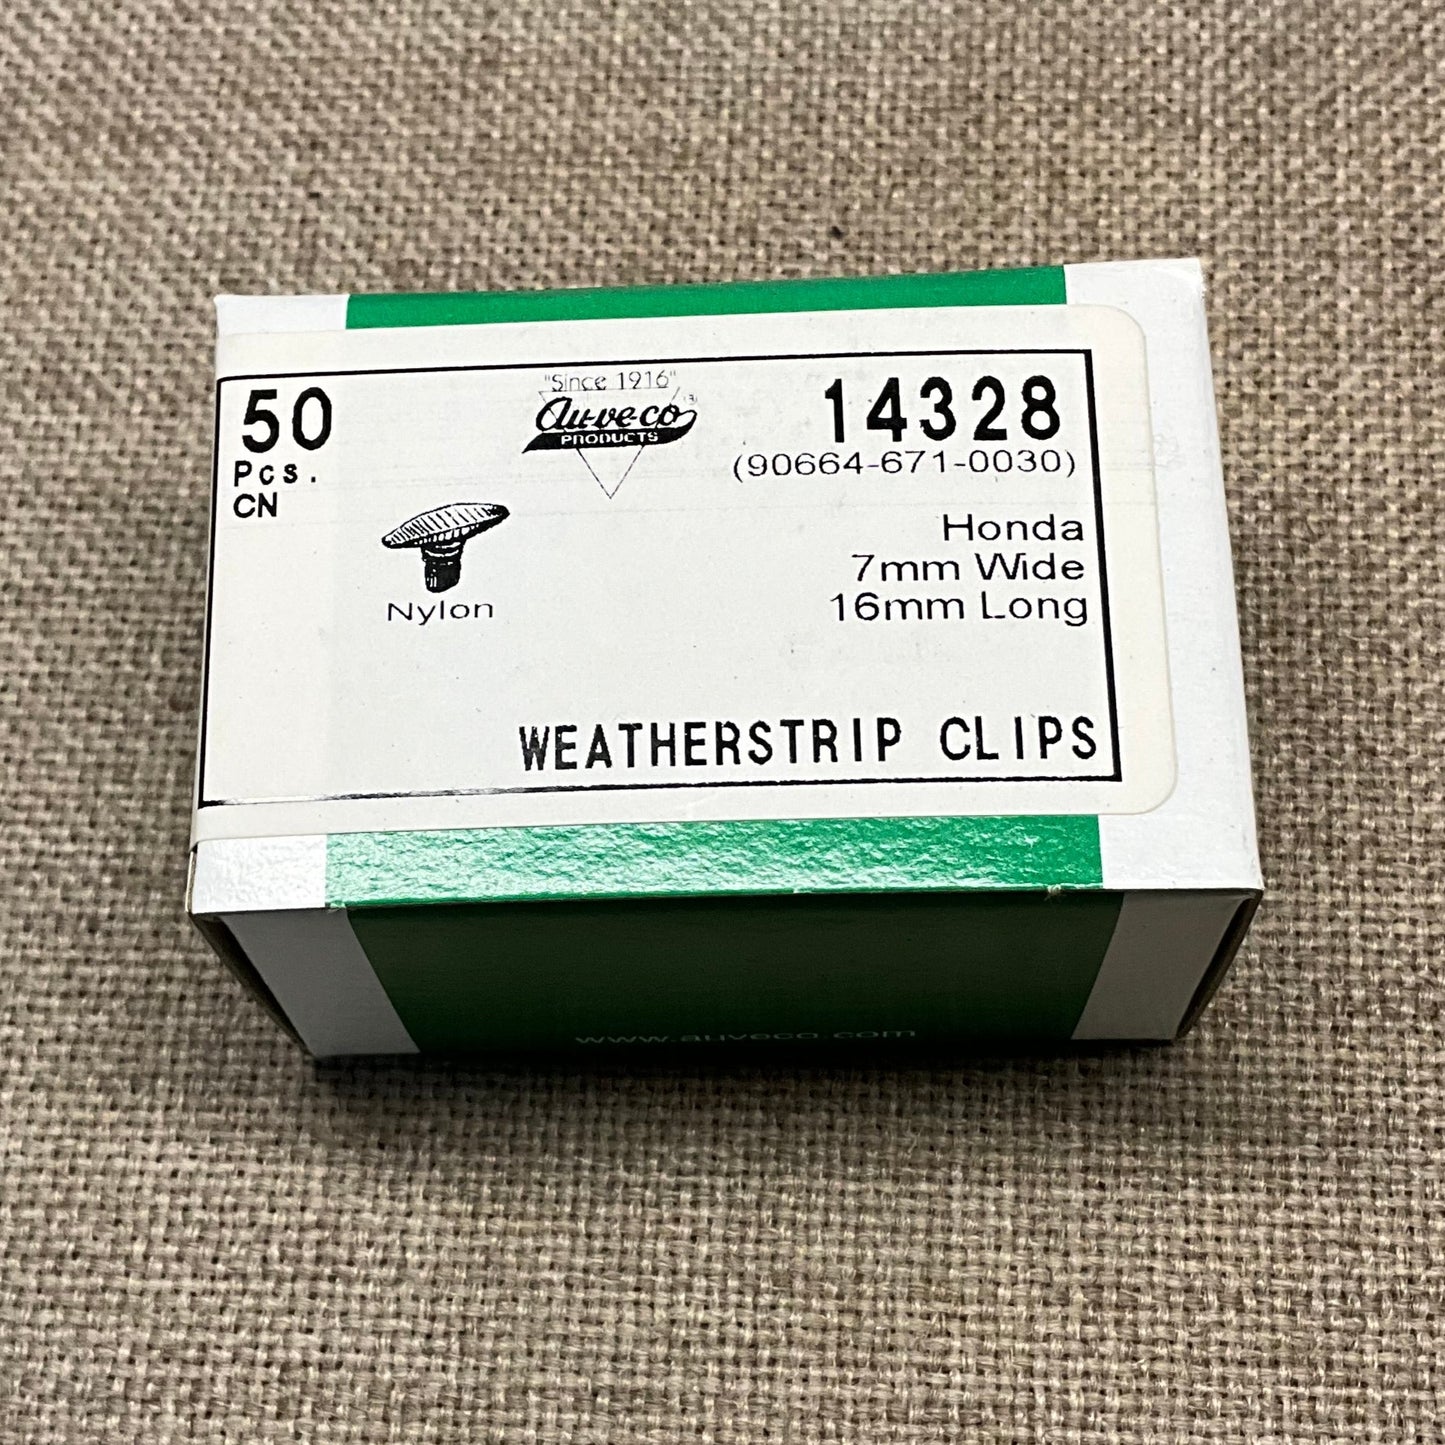 50
Pcs.
CN
"Since 1916"
Au-ve-co ®
PRODUCTS
14328
(90664-671-0030)
Honda
7mm Wide
16mm Long
Nylon
WEATHERSTRIP CLIPS
www.auveco.com